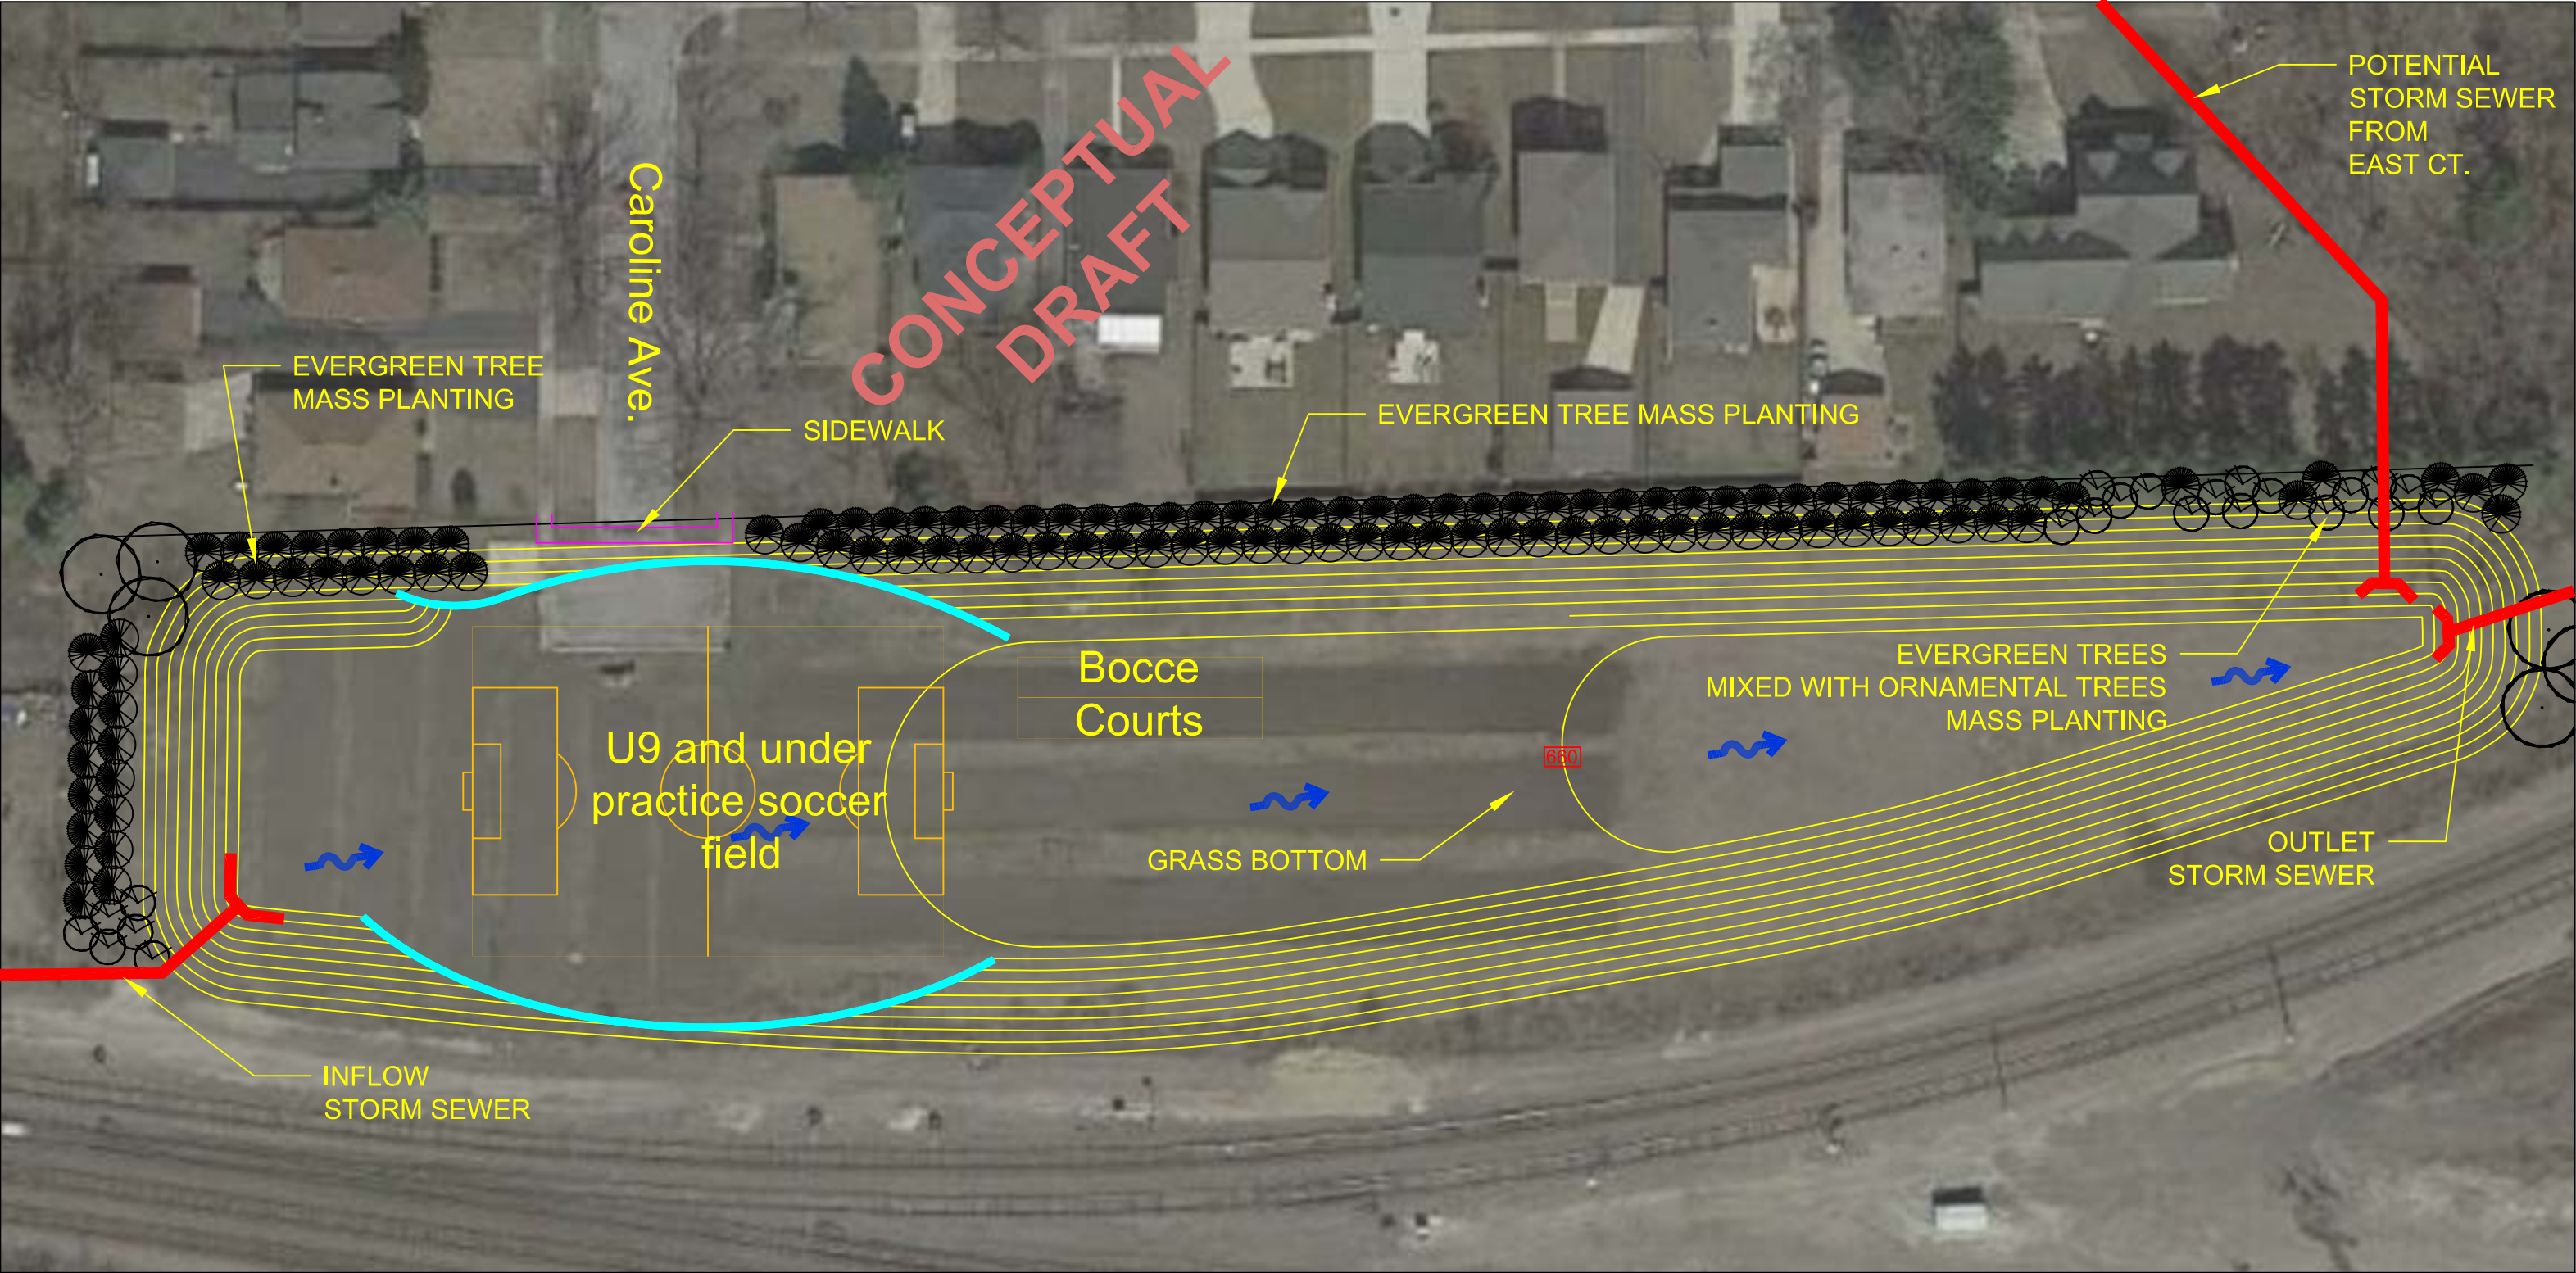 POTENTIAL
STORM SEWER
FROM
EAST CT.
CONCEPTUAL
DRAFT
Caroline Ave.
EVERGREEN TREE
MASS PLANTING
SIDEWALK
EVERGREEN TREE MASS PLANTING
Bocce
Courts
EVERGREEN TREES
MIXED WITH ORNAMENTAL TREES
MASS PLANTING
U9 and under
practice soccer
field
660
GRASS BOTTOM
OUTLET
STORM SEWER
INFLOW
STORM SEWER